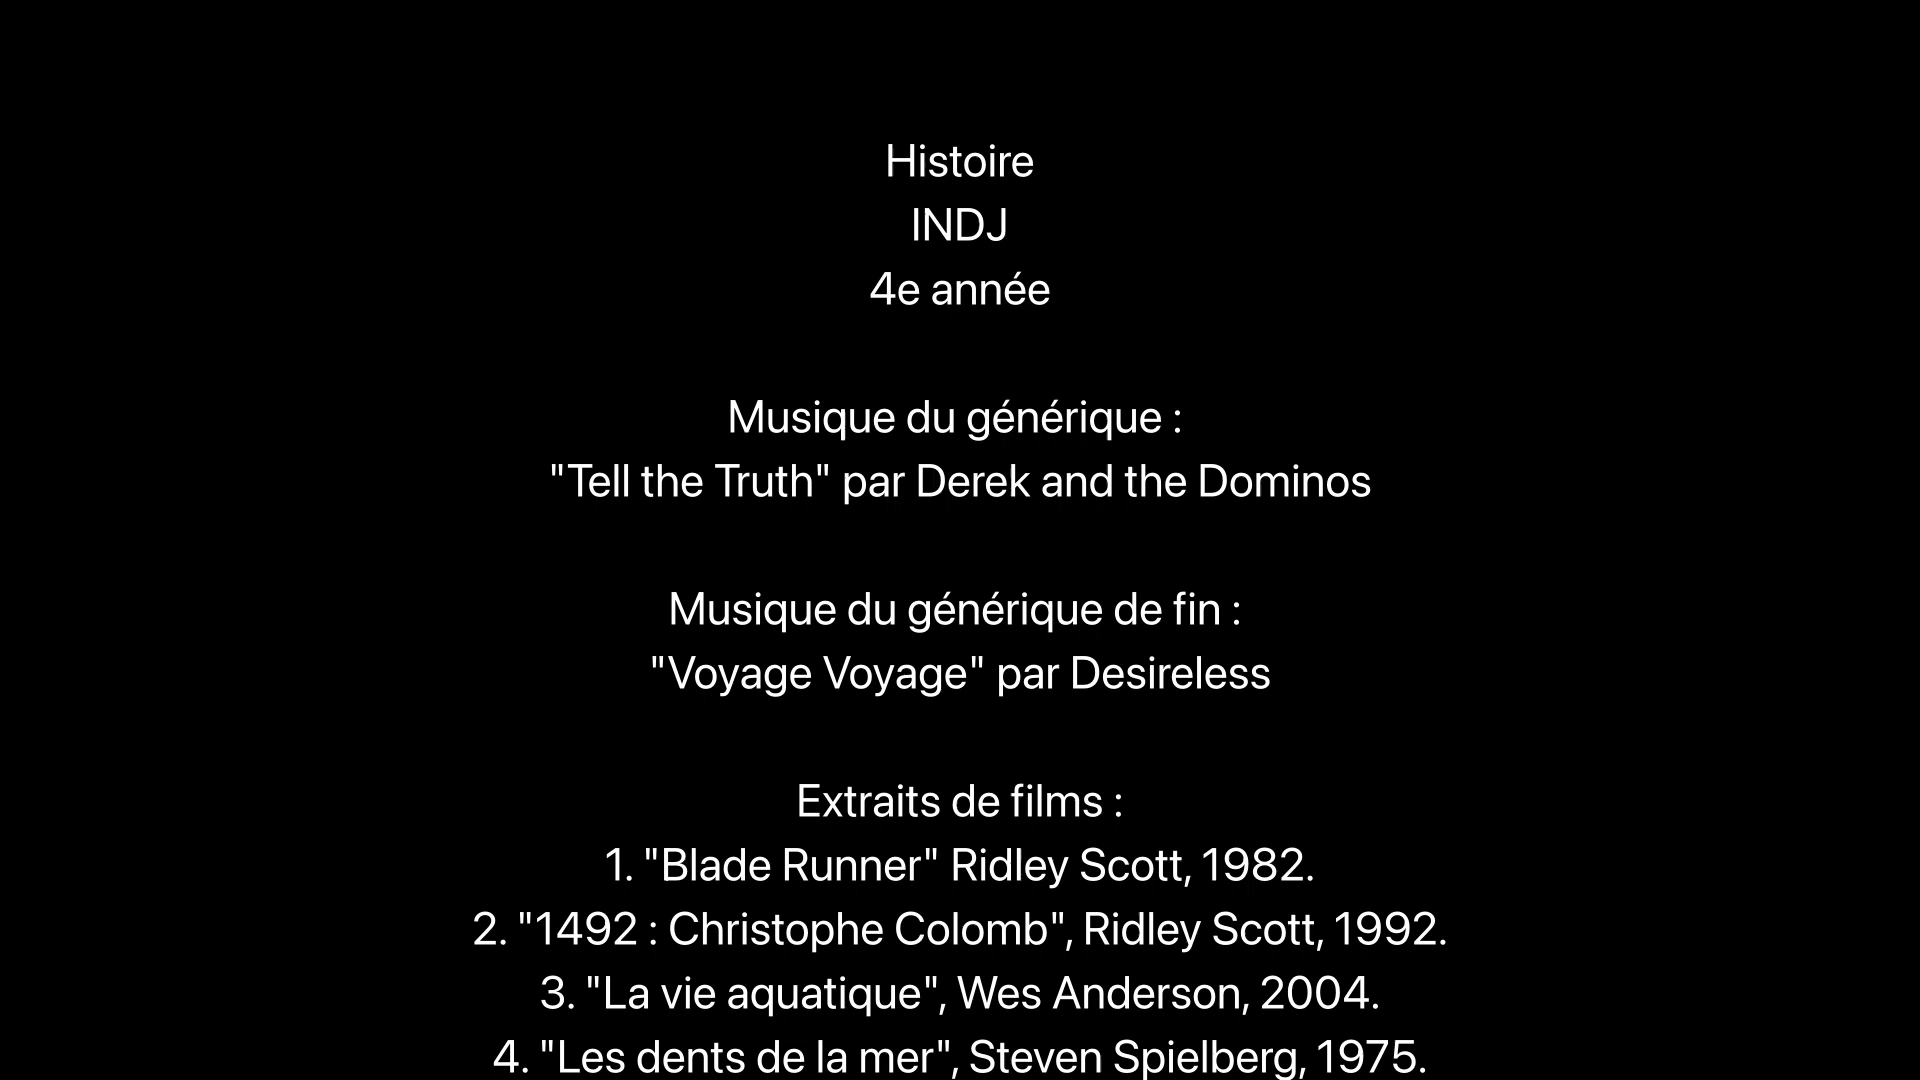 Histoire
INDJ
4e année
Musique du générique :
"Tell the Truth" par Derek and the Dominos
Musique du générique de fin :
"Voyage Voyage" par Desireless
Extraits de films :
1. "Blade Runner" Ridley Scott, 1982.
2. "1492 : Christophe Colomb", Ridley Scott, 1992.
3. "La vie aquatique", Wes Anderson, 2004.
4. "Les dents de la mer", Steven Spielberg, 1975.